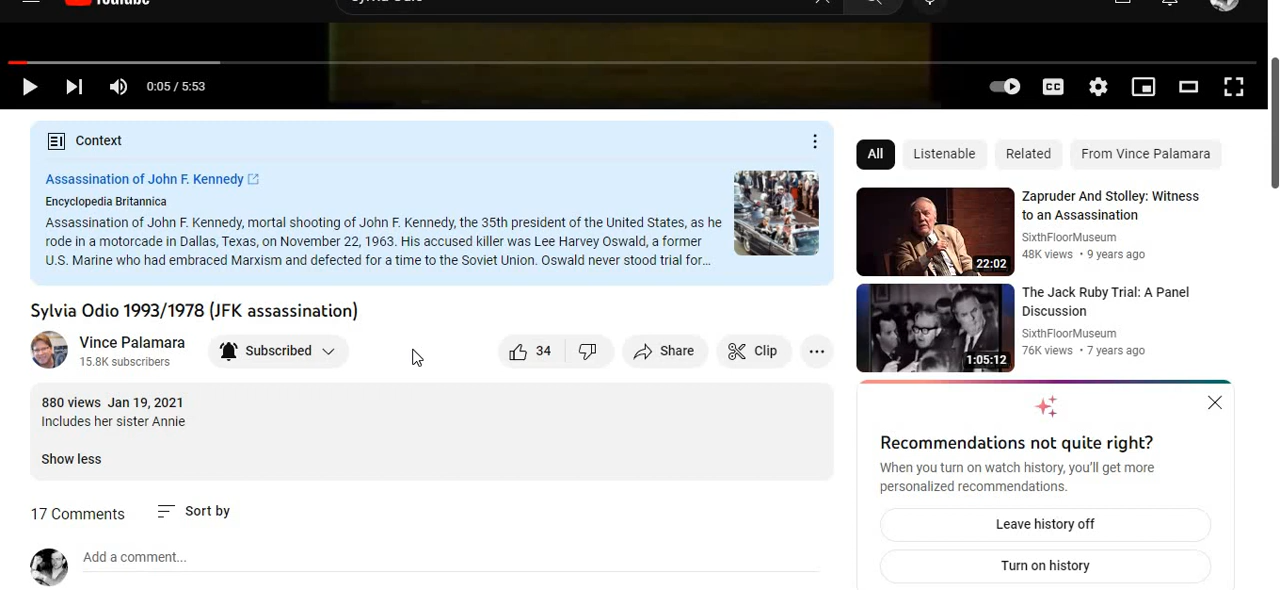 0:05 / 5:53
CC
Context
Assassination of John F. Kennedy
Encyclopedia Britannica
Assassination of John F. Kennedy, mortal shooting of John F. Kennedy, the 35th president of the United States, as he
rode in a motorcade in Dallas, Texas, on November 22, 1963. His accused killer was Lee Harvey Oswald, a former
U.S. Marine who had embraced Marxism and defected for a time to the Soviet Union. Oswald never stood trial for...
Sylvia Odio 1993/1978 (JFK assassination)
Vince Palamara
15.8K subscribers
Subscribed
34
Share
Clip
880 views Jan 19, 2021
Includes her sister Annie
Show less
17 Comments
Sort by
Add a comment...
All
Listenable
Related
From Vince Palamara
22:02
Zapruder And Stolley: Witness
to an Assassination
SixthFloorMuseum
48K views • 9 years ago
1:05:12
The Jack Ruby Trial: A Panel
Discussion
SixthFloorMuseum
76K views • 7 years ago
Recommendations not quite right?
When you turn on watch history, you'll get more
personalized recommendations.
Leave history off
Turn on history